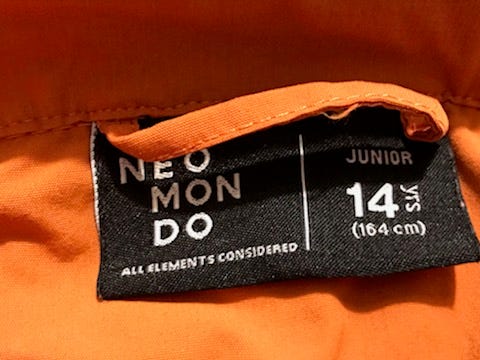 NEO
MON
DO
ALL ELEMENTS CONSIDERED
JUNIOR
14 yrs
(164 cm)